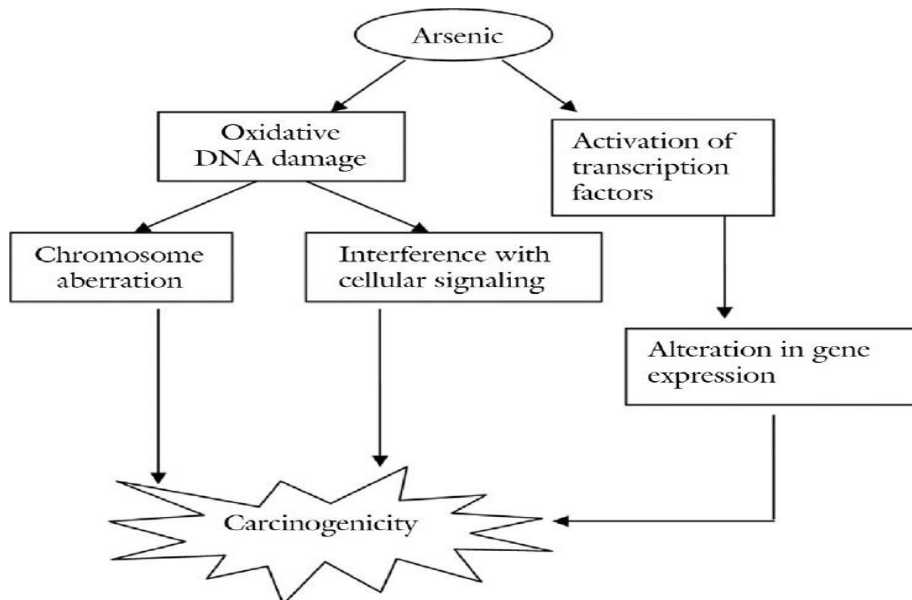 Arsenic
Oxidative
DNA damage
Activation of
transcription
factors
Chromosome
aberration
Interference with
cellular signaling
Alteration in gene
expression
Carcinogenicity